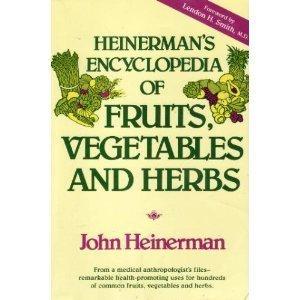 Foreword by
Lendon H. Smith, M.D.
HEINERMAN'S
ENCYCLOPEDIA
OF
FRUITS,
VEGETABLES
AND HERBS
John Heinerman
From a medical anthropologist's files–
remarkable health-promoting uses for hundreds
of common fruits, vegetables and herbs.